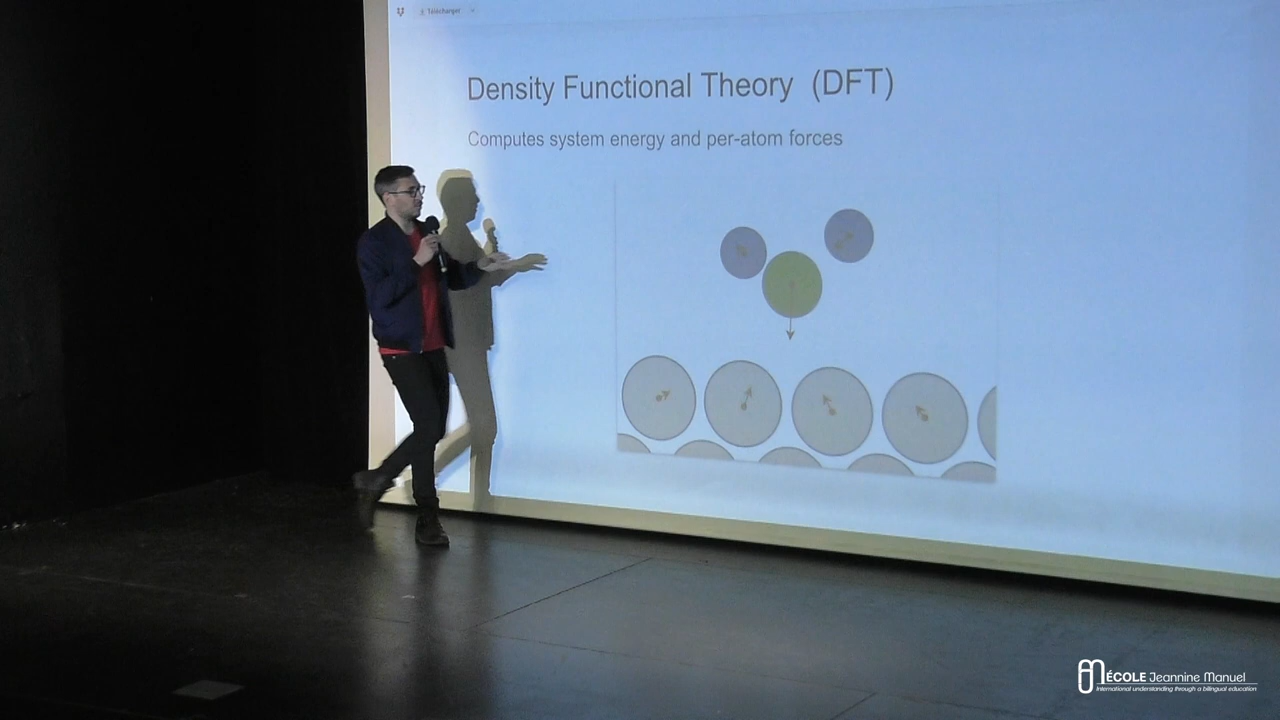 Télécharger
Density Functional Theory (DFT)
Computes system energy and per-atom forces
ÉCOLE Jeannine Manuel
International understanding through a bilingual education